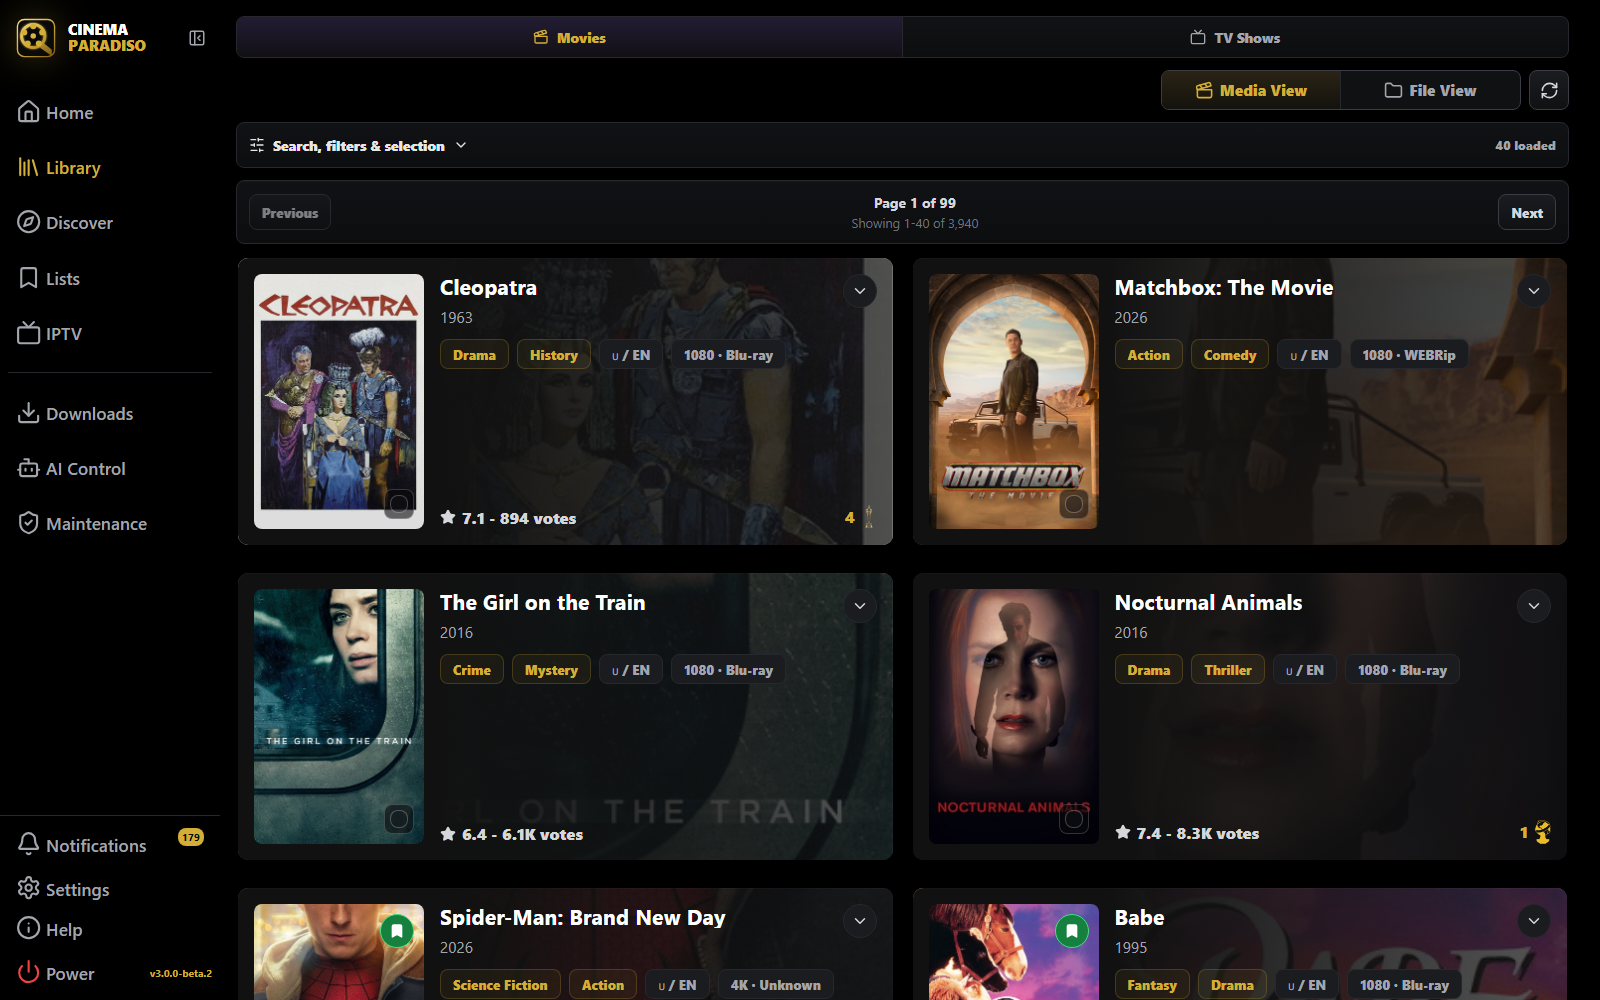 CINEMA
PARADISO
Home
Library
Discover
Lists
IPTV
Downloads
AI Control
Maintenance
Notifications
179
Settings
Help
Power
v3.0.0-beta.2
Movies
TV Shows
Media View
File View
Search, filters & selection
40 loaded
Previous
Page 1 of 99
Showing 1-40 of 3,940
Next
CLEOPATRA
Cleopatra
1963
Drama
History
U / EN
1080 • Blu-ray
7.1 - 894 votes
4
MATCHBOX
THE MOVIE
Matchbox: The Movie
2026
Action
Comedy
U / EN
1080 • WEBRip
THE GIRL ON THE TRAIN
The Girl on the Train
2016
Crime
Mystery
U / EN
1080 • Blu-ray
RL ON THE TRAIN
6.4 - 6.1K votes
NOCTURNAL ANIMALS
Nocturnal Animals
2016
Drama
Thriller
U / EN
1080 • Blu-ray
7.4 - 8.3K votes
1
Spider-Man: Brand New Day
2026
Science Fiction
Action
U / EN
4K • Unknown
Babe
1995
Fantasy
Drama
U / EN
1080 • Blu-ray
BABE